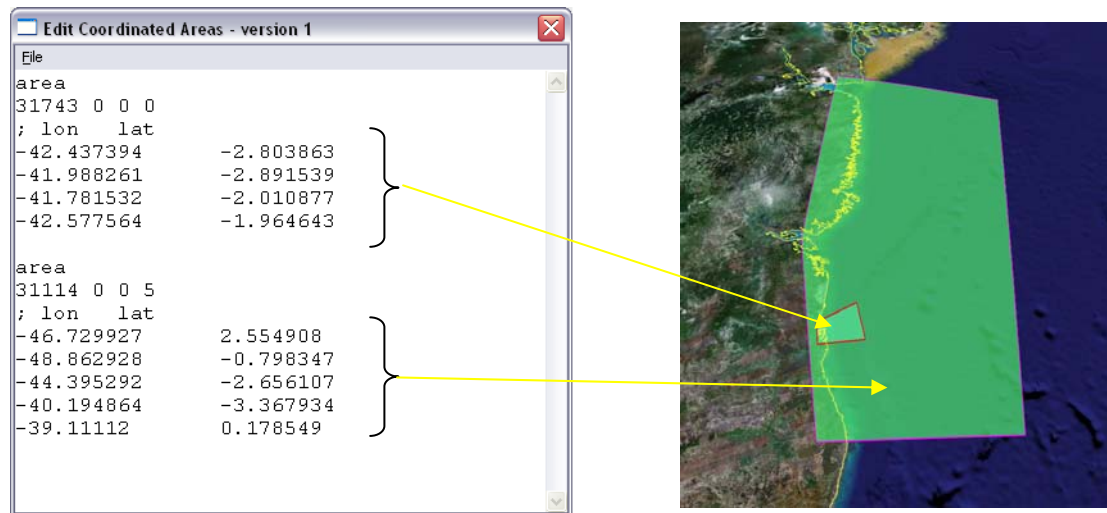 Edit Coordinated Areas - version 1
File
area
31743 0 0 0
; lon lat
-42.437394 -2.803863
-41.988261 -2.891539
-41.781532 -2.010877
-42.577564 -1.964643
area
31114 0 0 5
; lon lat
-46.729927 2.554908
-48.862928 -0.798347
-44.395292 -2.656107
-40.194864 -3.367934
-39.11112 0.178549